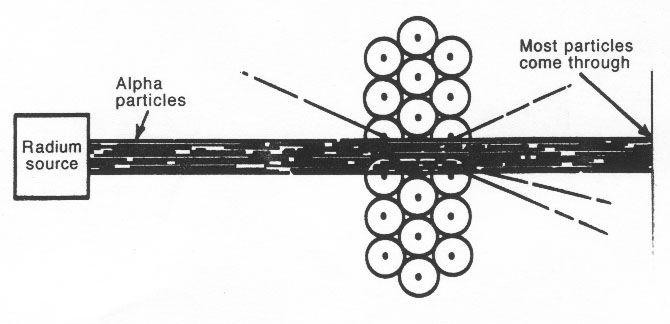 Alpha
particles
Radium
source
Most particles
come through